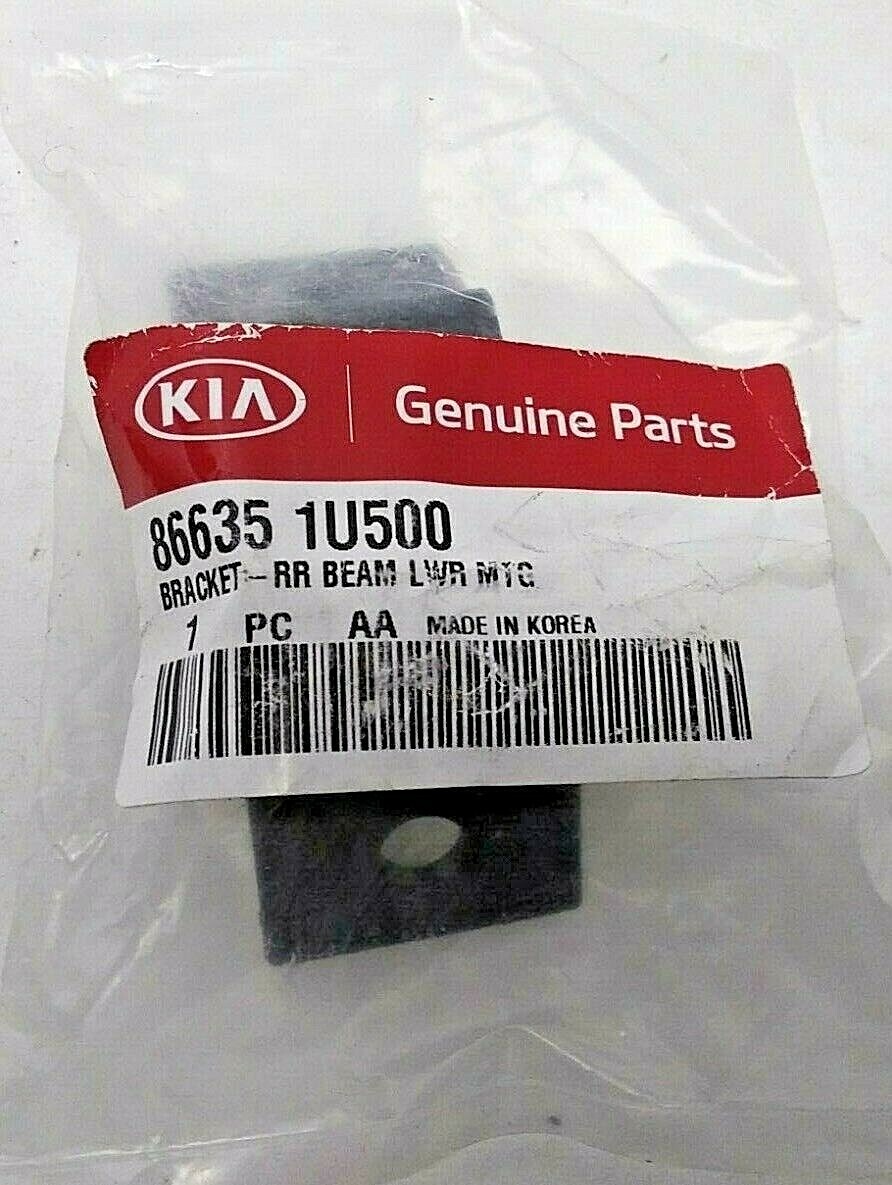 KIA Genuine Parts
86635 1U500
BRACKET-RR BEAM LWR MTG
1 PC AA MADE IN KOREA